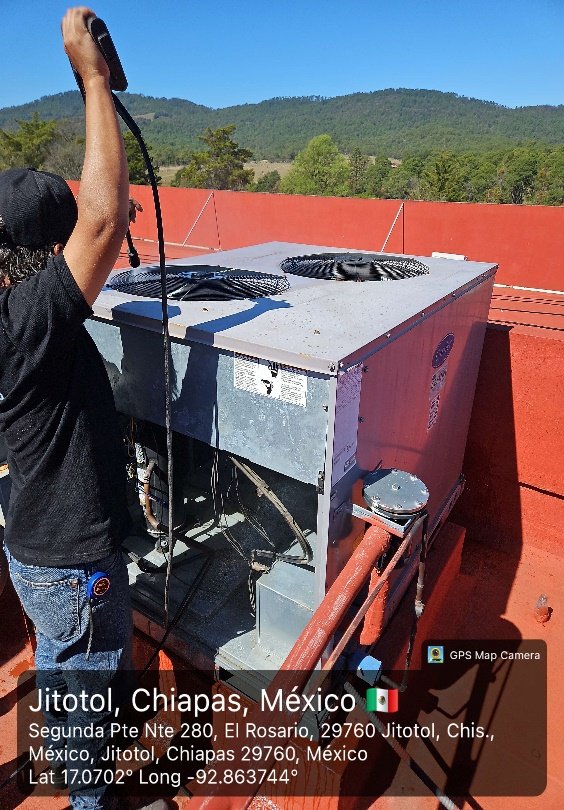 GPS Map Camera
Jitotol, Chiapas, México 🇲🇽
Segunda Pte Nte 280, El Rosario, 29760 Jitotol, Chis.,
México, Jitotol, Chiapas 29760, México
Lat 17.0702° Long -92.863744°